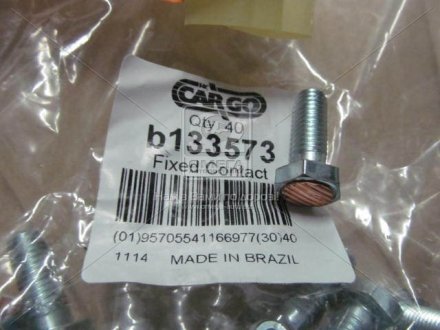 CARGO
Qty. 40
b133573
Fixed Contact
(01)95705541166977(30)40
1114 MADE IN BRAZIL